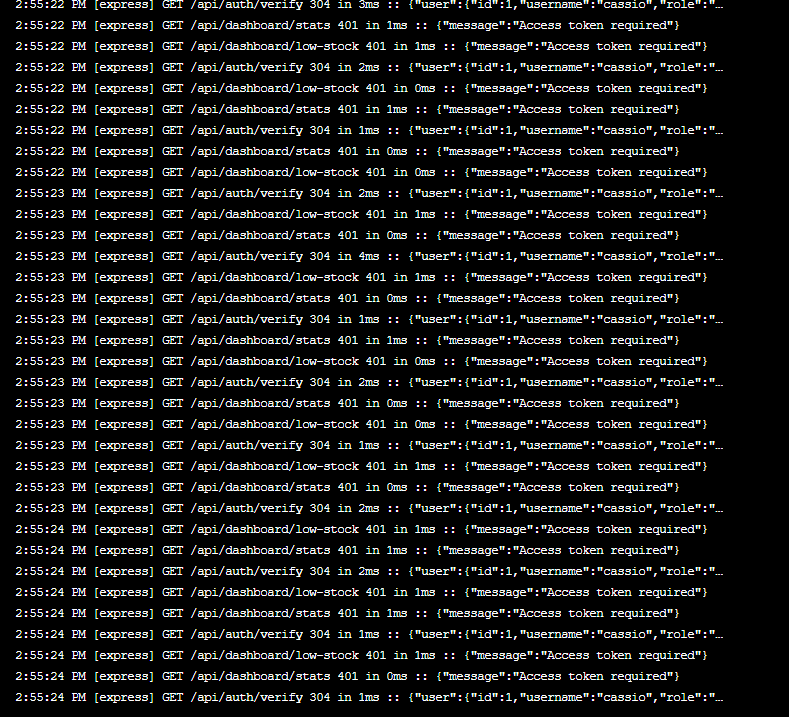 2:55:22 PM [express] GET /api/auth/verify 304 in 3ms :: {"user":{"id":1,"username":"cassio","role":"…
2:55:22 PM [express] GET /api/dashboard/stats 401 in 1ms :: {"message":"Access token required"}
2:55:22 PM [express] GET /api/dashboard/low-stock 401 in 1ms :: {"message":"Access token required"}
2:55:22 PM [express] GET /api/auth/verify 304 in 2ms :: {"user":{"id":1,"username":"cassio","role":"…
2:55:22 PM [express] GET /api/dashboard/low-stock 401 in 0ms :: {"message":"Access token required"}
2:55:22 PM [express] GET /api/dashboard/stats 401 in 1ms :: {"message":"Access token required"}
2:55:22 PM [express] GET /api/auth/verify 304 in 1ms :: {"user":{"id":1,"username":"cassio","role":"…
2:55:22 PM [express] GET /api/dashboard/stats 401 in 0ms :: {"message":"Access token required"}
2:55:22 PM [express] GET /api/dashboard/low-stock 401 in 0ms :: {"message":"Access token required"}
2:55:23 PM [express] GET /api/auth/verify 304 in 2ms :: {"user":{"id":1,"username":"cassio","role":"…
2:55:23 PM [express] GET /api/dashboard/low-stock 401 in 1ms :: {"message":"Access token required"}
2:55:23 PM [express] GET /api/dashboard/stats 401 in 0ms :: {"message":"Access token required"}
2:55:23 PM [express] GET /api/auth/verify 304 in 4ms :: {"user":{"id":1,"username":"cassio","role":"…
2:55:23 PM [express] GET /api/dashboard/low-stock 401 in 1ms :: {"message":"Access token required"}
2:55:23 PM [express] GET /api/dashboard/stats 401 in 0ms :: {"message":"Access token required"}
2:55:23 PM [express] GET /api/auth/verify 304 in 1ms :: {"user":{"id":1,"username":"cassio","role":"…
2:55:23 PM [express] GET /api/dashboard/stats 401 in 1ms :: {"message":"Access token required"}
2:55:23 PM [express] GET /api/dashboard/low-stock 401 in 0ms :: {"message":"Access token required"}
2:55:23 PM [express] GET /api/auth/verify 304 in 2ms :: {"user":{"id":1,"username":"cassio","role":"…
2:55:23 PM [express] GET /api/dashboard/stats 401 in 0ms :: {"message":"Access token required"}
2:55:23 PM [express] GET /api/dashboard/low-stock 401 in 0ms :: {"message":"Access token required"}
2:55:23 PM [express] GET /api/auth/verify 304 in 1ms :: {"user":{"id":1,"username":"cassio","role":"…
2:55:23 PM [express] GET /api/dashboard/low-stock 401 in 1ms :: {"message":"Access token required"}
2:55:23 PM [express] GET /api/dashboard/stats 401 in 0ms :: {"message":"Access token required"}
2:55:23 PM [express] GET /api/auth/verify 304 in 2ms :: {"user":{"id":1,"username":"cassio","role":"…
2:55:24 PM [express] GET /api/dashboard/low-stock 401 in 1ms :: {"message":"Access token required"}
2:55:24 PM [express] GET /api/dashboard/stats 401 in 1ms :: {"message":"Access token required"}
2:55:24 PM [express] GET /api/auth/verify 304 in 2ms :: {"user":{"id":1,"username":"cassio","role":"…
2:55:24 PM [express] GET /api/dashboard/low-stock 401 in 1ms :: {"message":"Access token required"}
2:55:24 PM [express] GET /api/dashboard/stats 401 in 1ms :: {"message":"Access token required"}
2:55:24 PM [express] GET /api/auth/verify 304 in 1ms :: {"user":{"id":1,"username":"cassio","role":"…
2:55:24 PM [express] GET /api/dashboard/low-stock 401 in 1ms :: {"message":"Access token required"}
2:55:24 PM [express] GET /api/dashboard/stats 401 in 0ms :: {"message":"Access token required"}
2:55:24 PM [express] GET /api/auth/verify 304 in 1ms :: {"user":{"id":1,"username":"cassio","role":"…